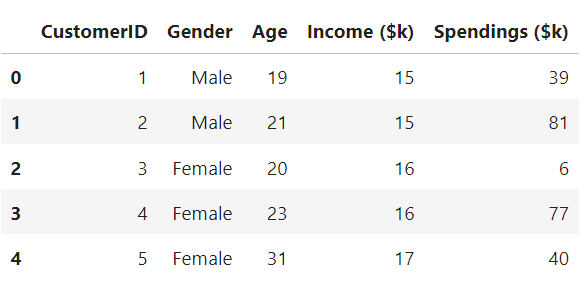 CustomerID Gender Age Income ($k) Spendings ($k)
0 1 Male 19 15 39
1 2 Male 21 15 81
2 3 Female 20 16 6
3 4 Female 23 16 77
4 5 Female 31 17 40